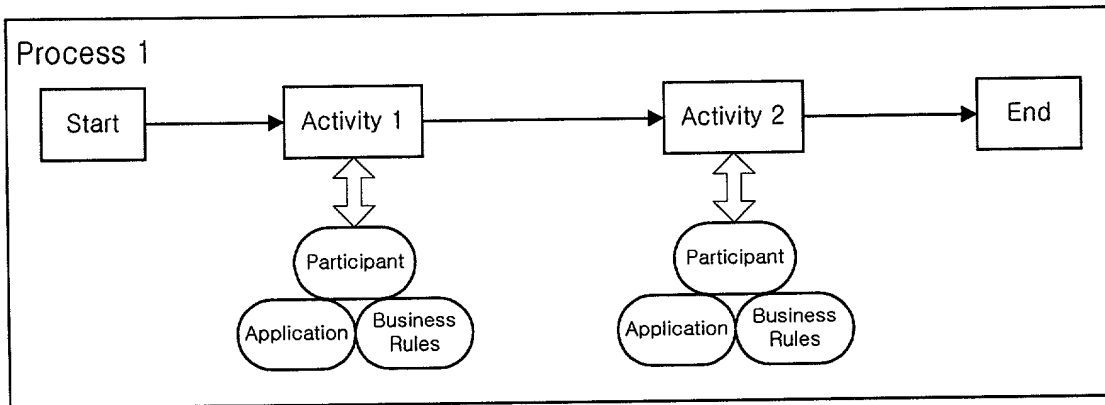 Process 1
Start
Activity 1
Activity 2
End
Participant
Application
Business
Rules
Participant
Application
Business
Rules